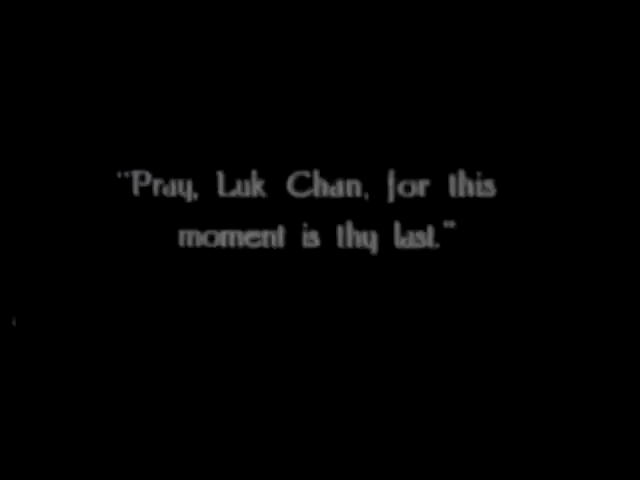 "Pray, Luk Chan, for this
moment is thy last."